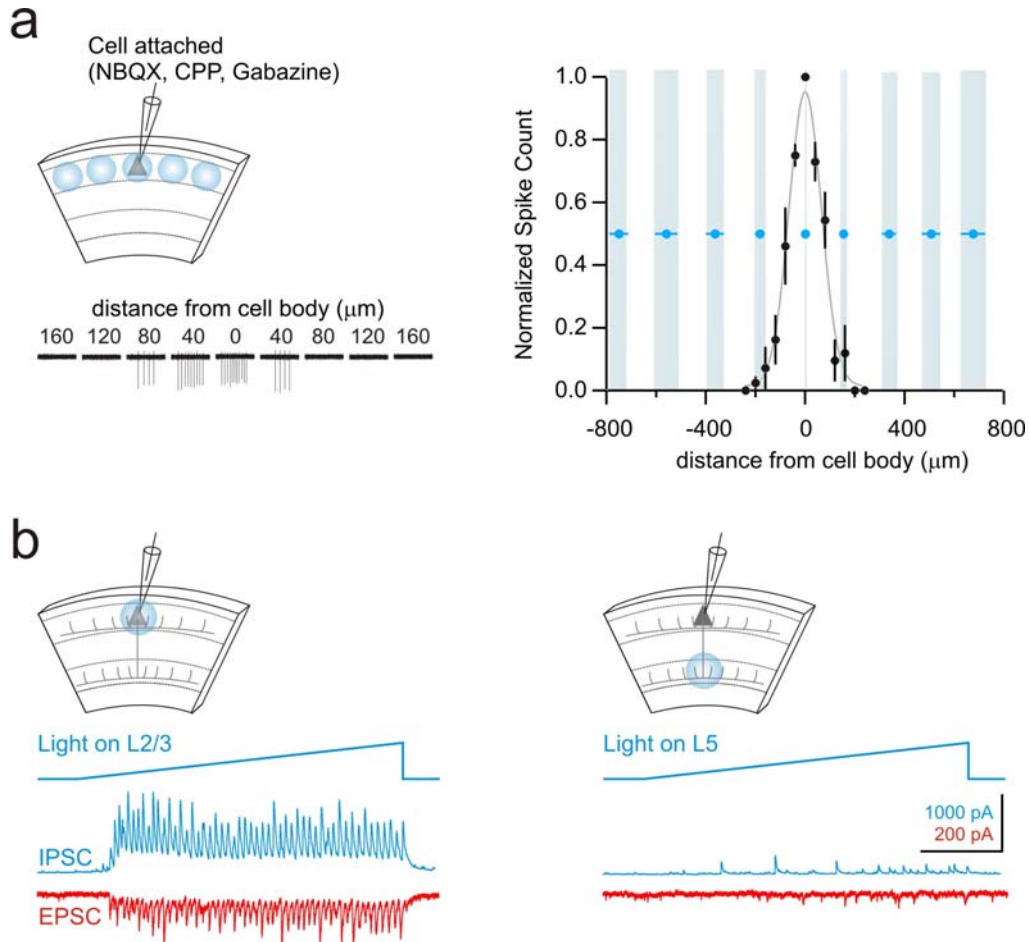 a
Cell attached
(NBQX, CPP, Gabazine)
distance from cell body (μm)
160 120 80 40 0 40 80 120 160
Normalized Spike Count
1.0
0.8
0.6
0.4
0.2
0.0
-800 -400 0 400 800
distance from cell body (μm)
b
Light on L2/3
IPSC
EPSC
Light on L5
1000 pA
200 pA